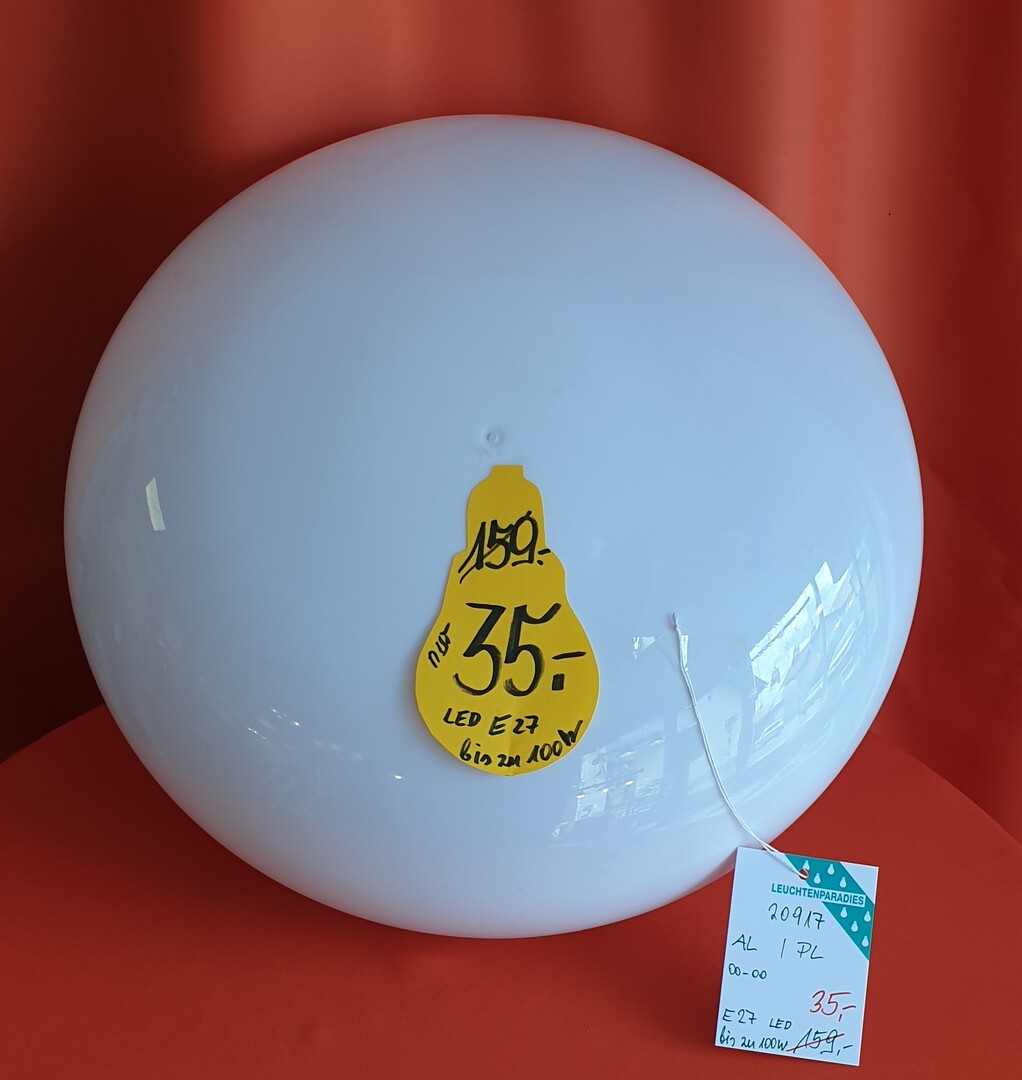 159.-
nur
35.-
LED E27
bis zu 100W
LEUCHTENPARADIES
20917
AL | PL
00-00
35,-
E27 LED
bis zu 100W 159,-